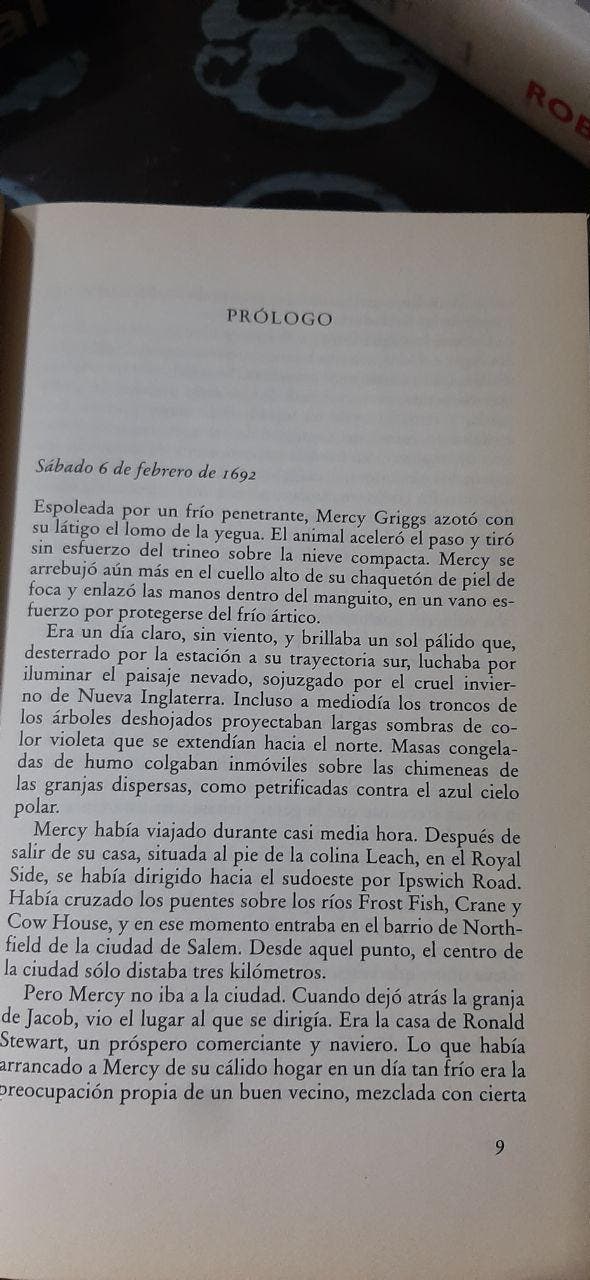 al
ROB
PRÓLOGO
Sábado 6 de febrero de 1692
Espoleada por un frío penetrante, Mercy Griggs azotó con
su látigo el lomo de la yegua. El animal aceleró el paso y tiró
sin esfuerzo del trineo sobre la nieve compacta. Mercy se
arrebujó aún más en el cuello alto de su chaquetón de piel de
foca y enlazó las manos dentro del manguito, en un vano es-
fuerzo por protegerse del frío ártico.
Era un día claro, sin viento, y brillaba un sol pálido que,
desterrado por la estación a su trayectoria sur, luchaba por
iluminar el paisaje nevado, sojuzgado por el cruel invier-
no de Nueva Inglaterra. Incluso a mediodía los troncos de
los árboles deshojados proyectaban largas sombras de co-
lor violeta que se extendían hacia el norte. Masas congela-
das de humo colgaban inmóviles sobre las chimeneas de
las granjas dispersas, como petrificadas contra el azul cielo
polar.
Mercy había viajado durante casi media hora. Después de
salir de su casa, situada al pie de la colina Leach, en el Royal
Side, se había dirigido hacia el sudoeste por Ipswich Road.
Había cruzado los puentes sobre los ríos Frost Fish, Crane y
Cow House, y en ese momento entraba en el barrio de North-
field de la ciudad de Salem. Desde aquel punto, el centro de
la ciudad sólo distaba tres kilómetros.
Pero Mercy no iba a la ciudad. Cuando dejó atrás la granja
de Jacob, vio el lugar al que se dirigía. Era la casa de Ronald
Stewart, un próspero comerciante y naviero. Lo que había
arrancado a Mercy de su cálido hogar en un día tan frío era la
preocupación propia de un buen vecino, mezclada con cierta
9